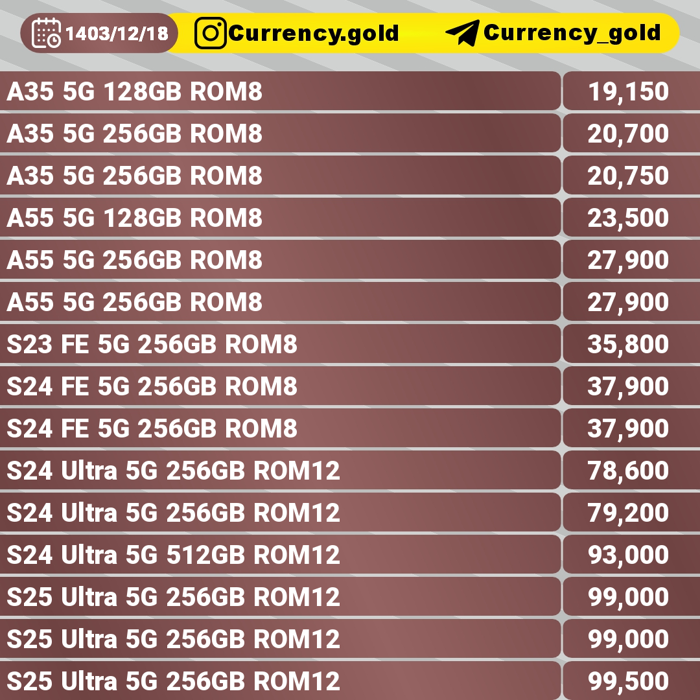 1403/12/18 Currency.gold Currency_gold
A35 5G 128GB ROM8 19,150
A35 5G 256GB ROM8 20,700
A35 5G 256GB ROM8 20,750
A55 5G 128GB ROM8 23,500
A55 5G 256GB ROM8 27,900
A55 5G 256GB ROM8 27,900
S23 FE 5G 256GB ROM8 35,800
S24 FE 5G 256GB ROM8 37,900
S24 FE 5G 256GB ROM8 37,900
S24 Ultra 5G 256GB ROM12 78,600
S24 Ultra 5G 256GB ROM12 79,200
S24 Ultra 5G 512GB ROM12 93,000
S25 Ultra 5G 256GB ROM12 99,000
S25 Ultra 5G 256GB ROM12 99,000
S25 Ultra 5G 256GB ROM12 99,500